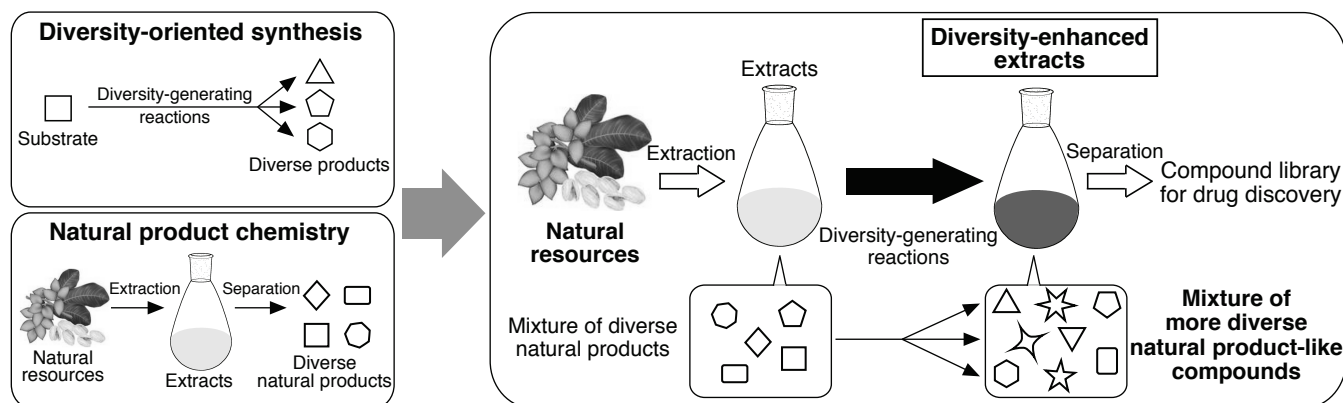 Diversity-oriented synthesis
Diversity-generating
reactions
Substrate
Diverse products
Natural product chemistry
Extraction
Separation
Natural
resources
Extracts
Diverse
natural products
Diversity-enhanced
extracts
Extracts
Extraction
Separation
Compound library
for drug discovery
Natural
resources
Diversity-generating
reactions
Mixture of diverse
natural products
Mixture of
more diverse
natural product-like
compounds